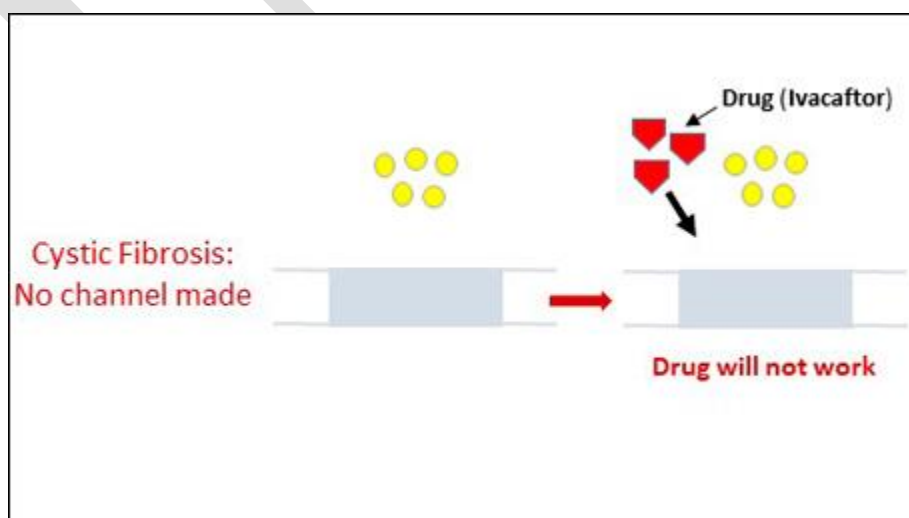 Drug (Ivacaftor)
Cystic Fibrosis:
No channel made
Drug will not work